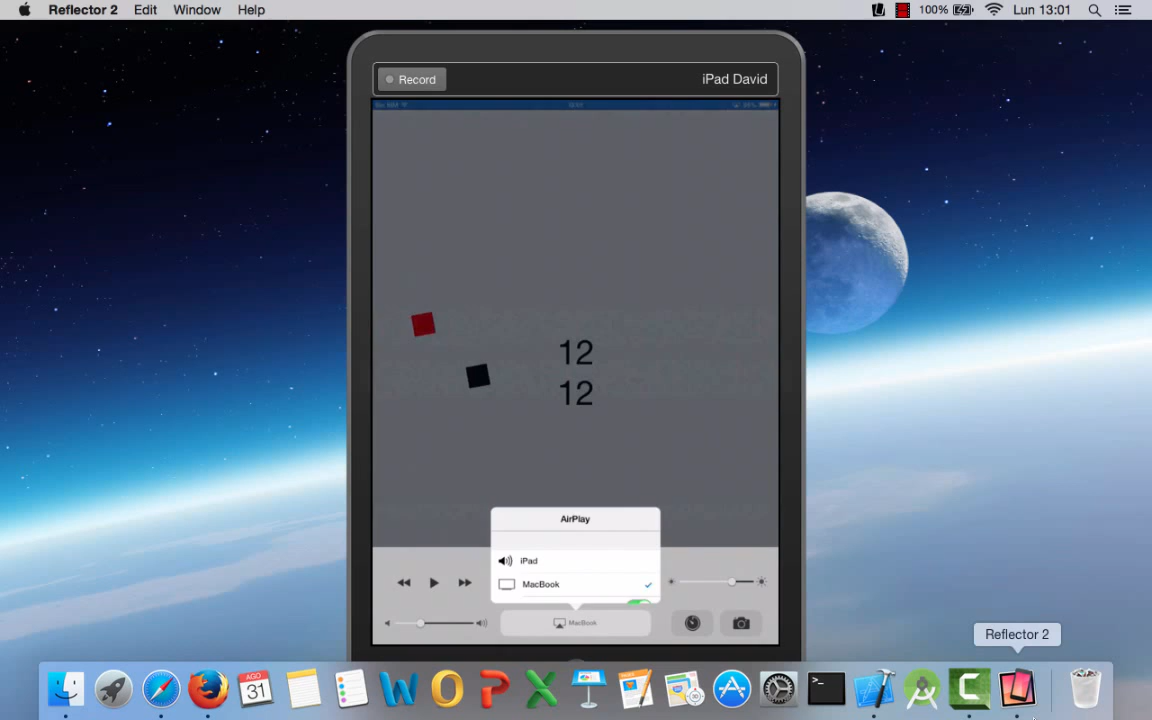 Reflector 2 Edit Window Help 100% Lun 13:01
Record iPad David
12
12
AirPlay
iPad
MacBook
MacBook
Reflector 2
AGO
31